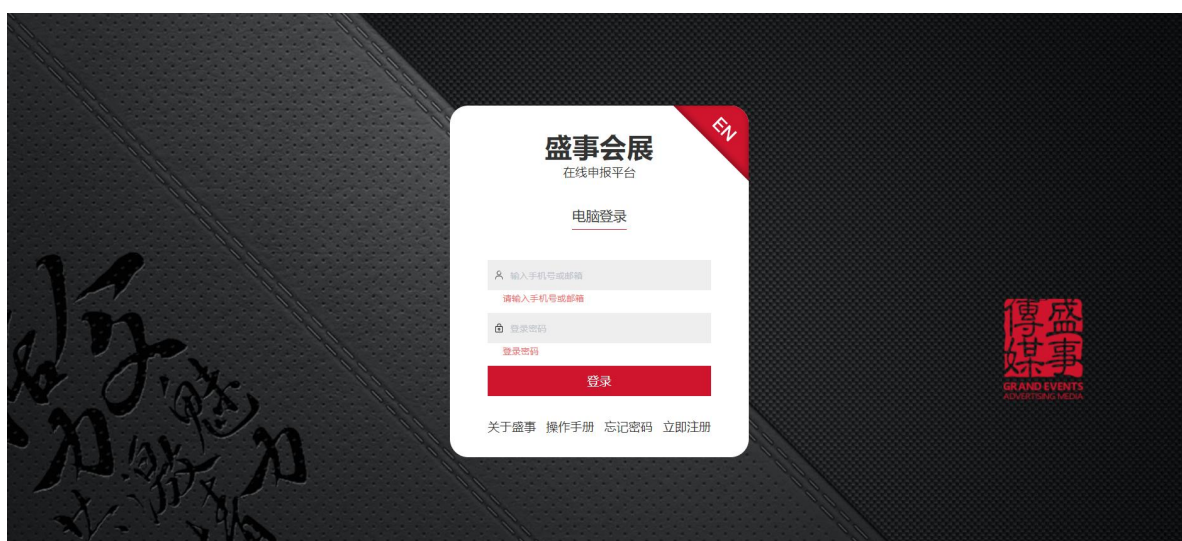 EN
盛事会展
在线申报平台
电脑登录
输入手机号或邮箱
请输入手机号或邮箱
登录密码
登录密码
登录
关于盛事 操作手册 忘记密码 立即注册
盛事傳媒
GRAND EVENTS
ADVERTISING MEDIA